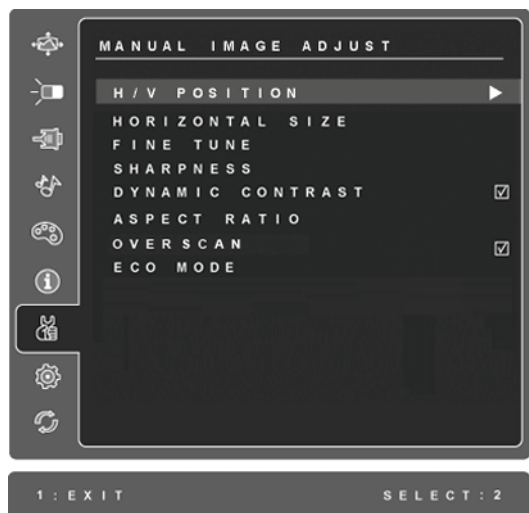 MANUAL IMAGE ADJUST
H/V POSITION
HORIZONTAL SIZE
FINE TUNE
SHARPNESS
DYNAMIC CONTRAST
ASPECT RATIO
OVERSCAN
ECO MODE
1:EXIT SELECT:2